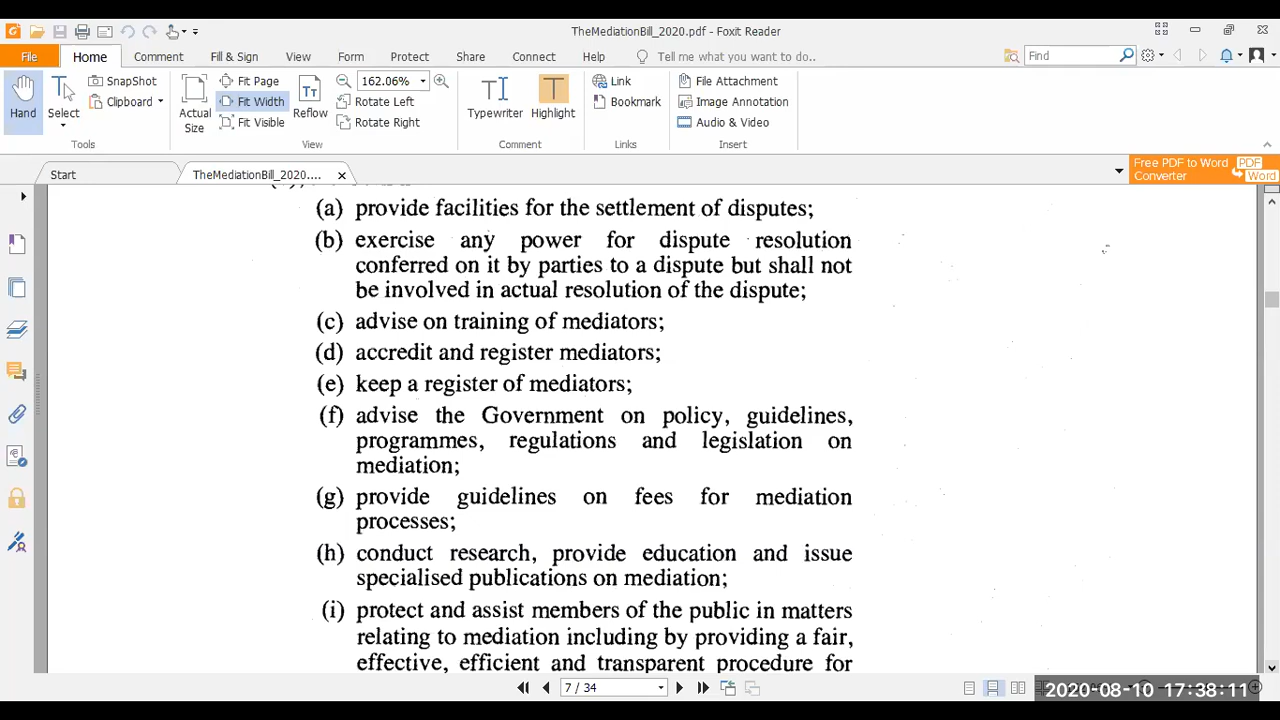 TheMediationBill_2020.pdf - Foxit Reader
File Home Comment Fill & Sign View Form Protect Share Connect Help Tell me what you want to do.. Find
Hand
Select
SnapShot
Clipboard
Actual Size
Fit Page
Fit Width
Fit Visible
Reflow
162.06%
Rotate Left
Rotate Right
Typewriter
Highlight
Link
Bookmark
File Attachment
Image Annotation
Audio & Video
Tools View Comment Links Insert
Start TheMediationBill_2020.... Free PDF to Word Converter PDF Word
(a) provide facilities for the settlement of disputes;
(b) exercise any power for dispute resolution
conferred on it by parties to a dispute but shall not
be involved in actual resolution of the dispute;
(c) advise on training of mediators;
(d) accredit and register mediators;
(e) keep a register of mediators;
(f) advise the Government on policy, guidelines,
programmes, regulations and legislation on
mediation;
(g) provide guidelines on fees for mediation
processes;
(h) conduct research, provide education and issue
specialised publications on mediation;
(i) protect and assist members of the public in matters
relating to mediation including by providing a fair,
effective, efficient and transparent procedure for
7 / 34
2020-08-10 17:38:11